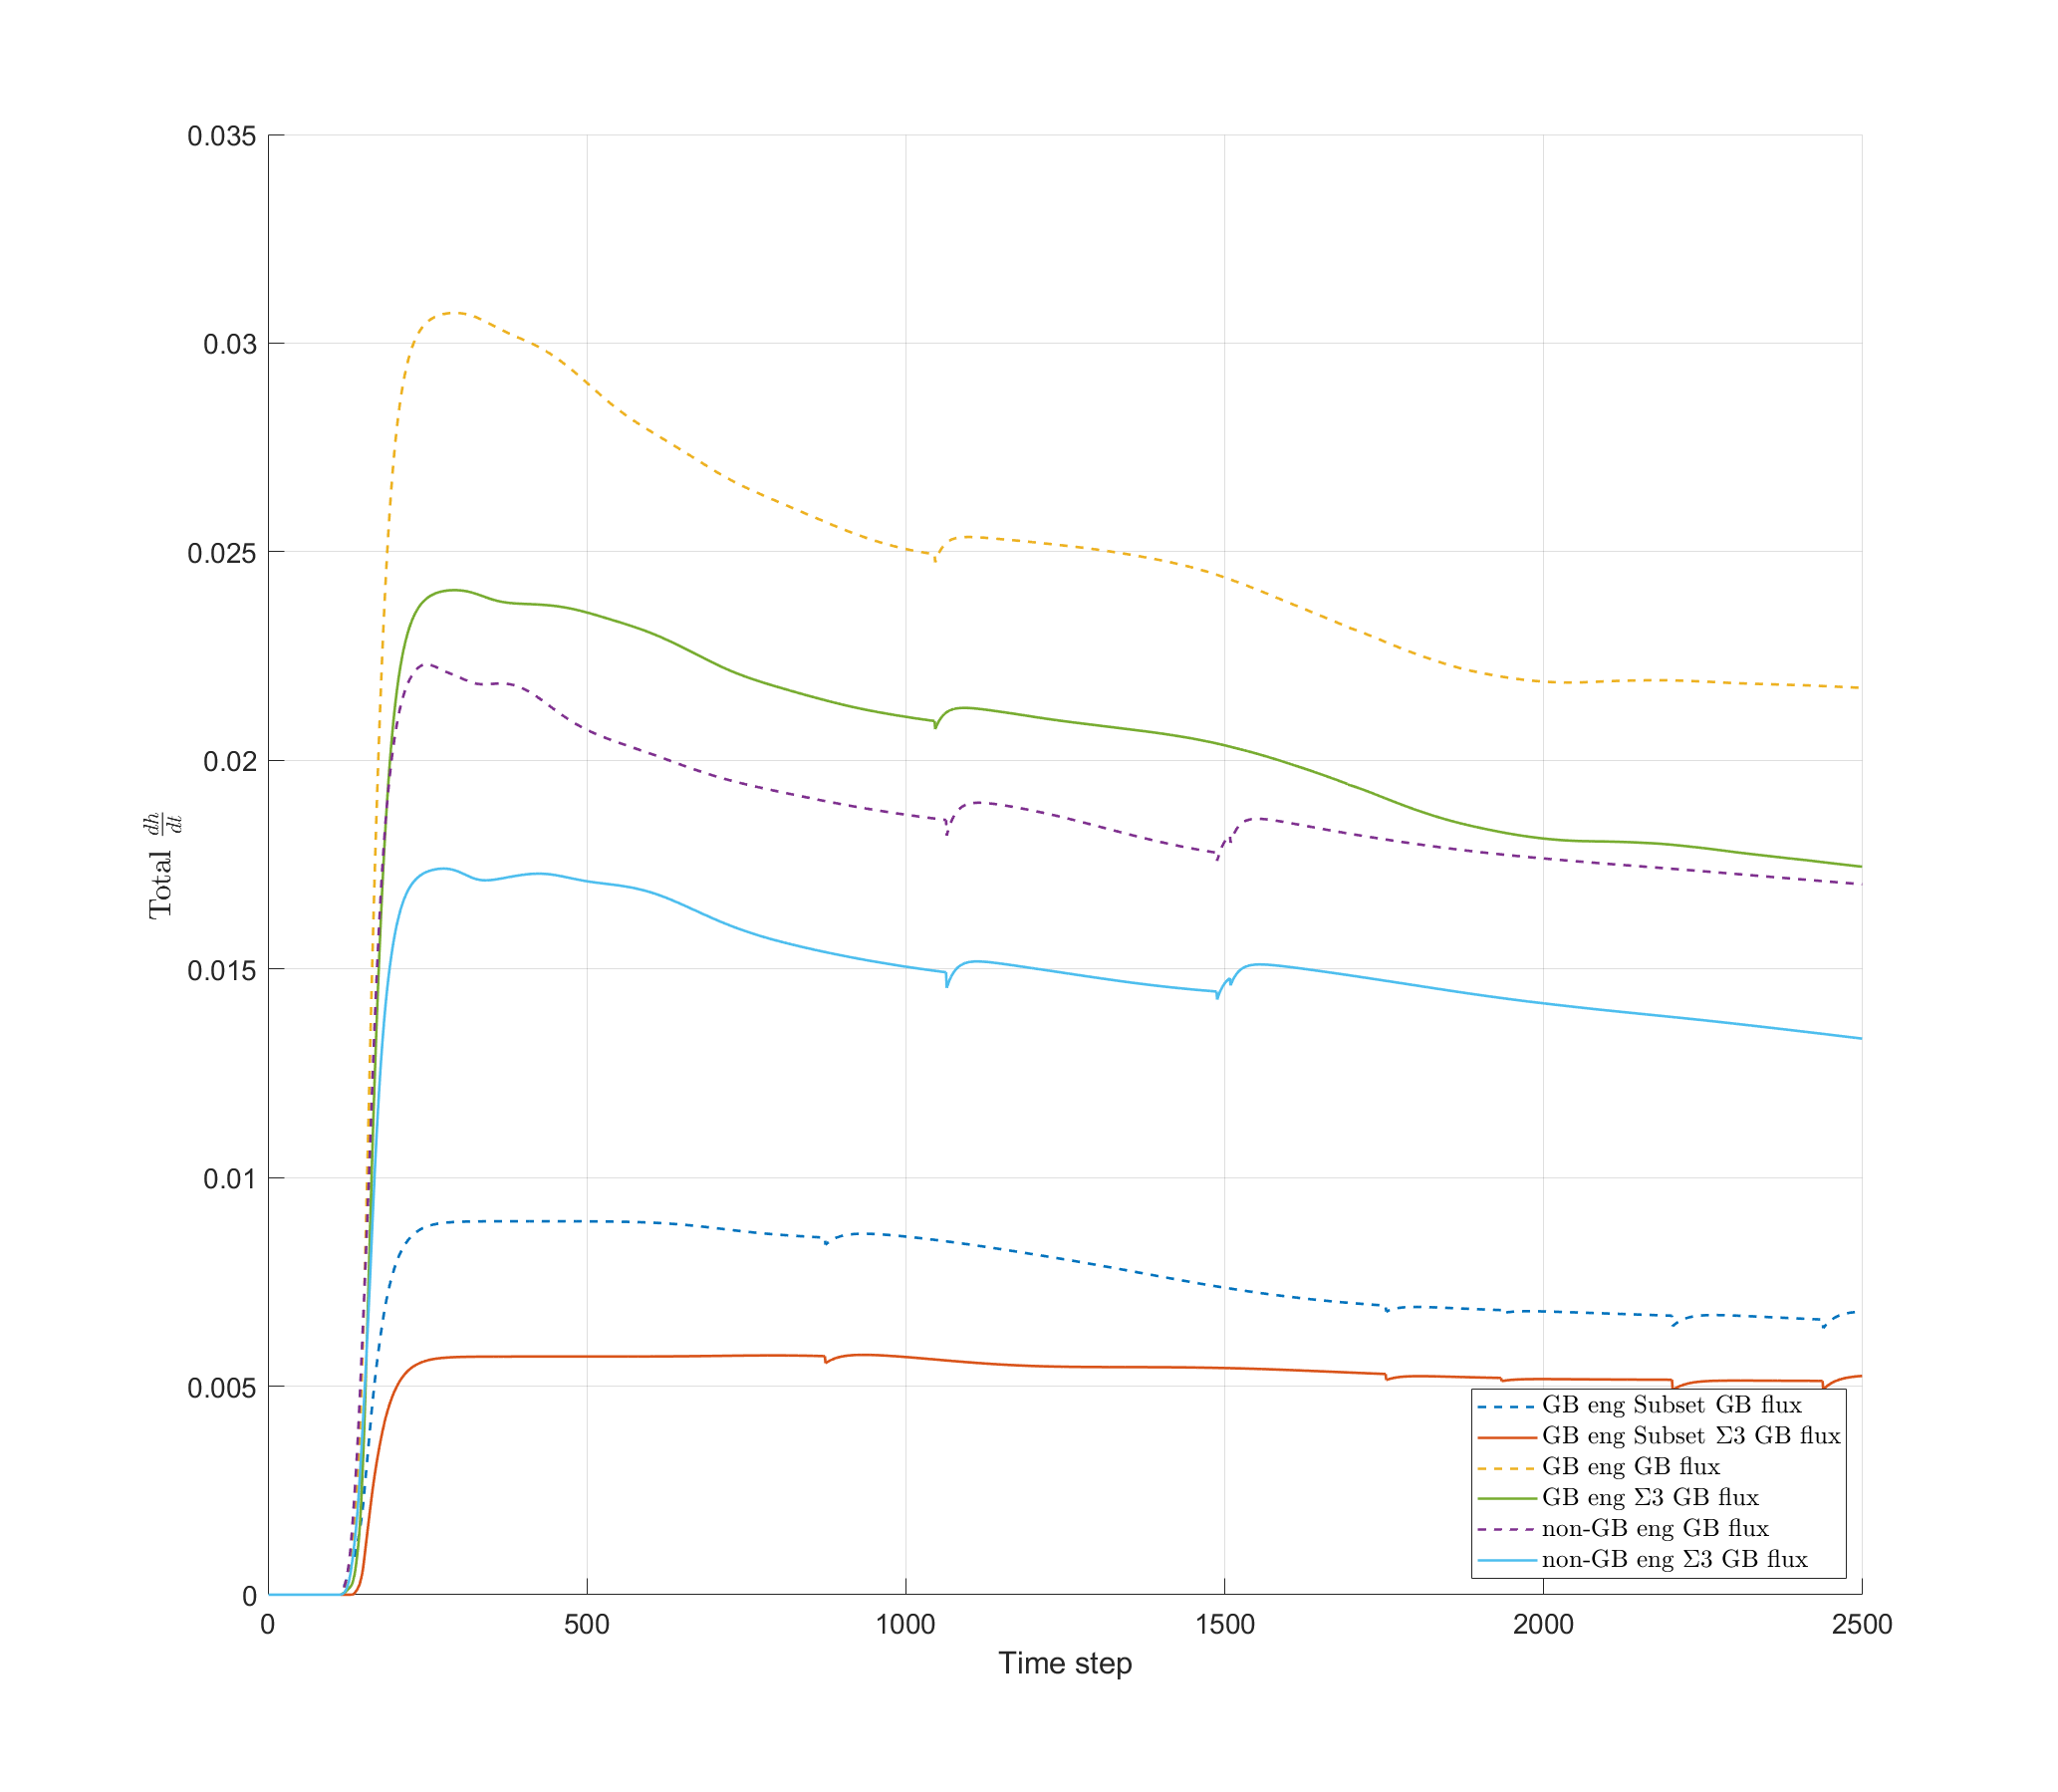 0.035
0.03
0.025
0.02
0.015
0.01
0.005
0
Total dh/dt
0 500 1000 1500 2000 2500
Time step
GB eng Subset GB flux
GB eng Subset Σ3 GB flux
GB eng GB flux
GB eng Σ3 GB flux
non-GB eng GB flux
non-GB eng Σ3 GB flux